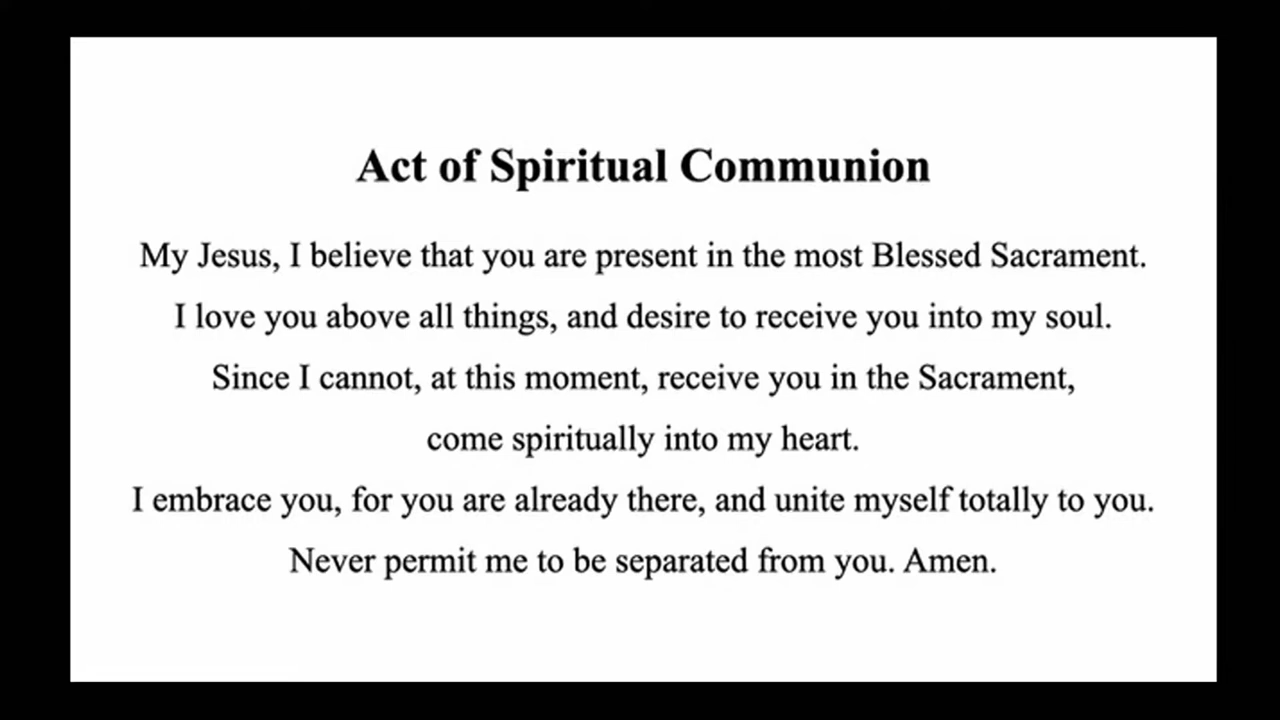 Act of Spiritual Communion
My Jesus, I believe that you are present in the most Blessed Sacrament.
I love you above all things, and desire to receive you into my soul.
Since I cannot, at this moment, receive you in the Sacrament,
come spiritually into my heart.
I embrace you, for you are already there, and unite myself totally to you.
Never permit me to be separated from you. Amen.